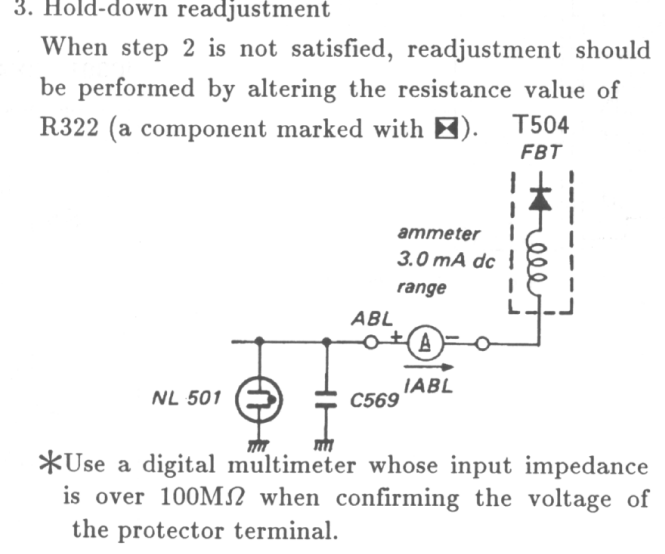 3. Hold-down readjustment
When step 2 is not satisfied, readjustment should
be performed by altering the resistance value of
R322 (a component marked with ⧓).
T504
FBT
ammeter
3.0 mA dc
range
ABL
+
A
−
IABL
NL 501
C569
*Use a digital multimeter whose input impedance
is over 100MΩ when confirming the voltage of
the protector terminal.